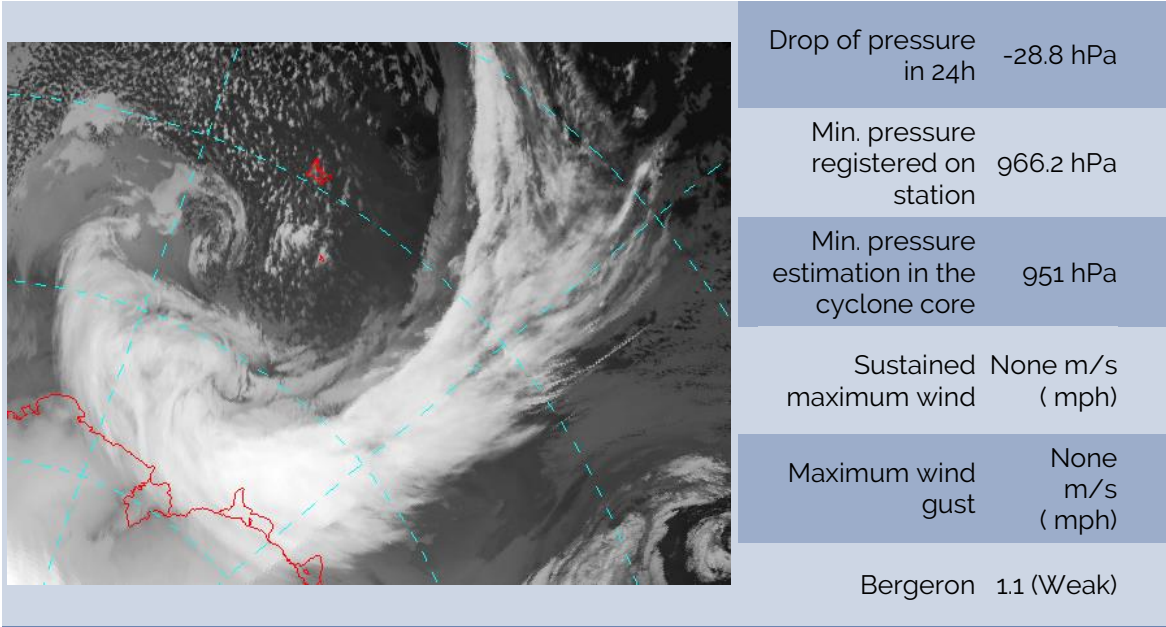 Drop of pressure
in 24h
-28.8 hPa
Min. pressure
registered on
station
966.2 hPa
Min. pressure
estimation in the
cyclone core
951 hPa
Sustained
maximum wind
None m/s
( mph)
Maximum wind
gust
None
m/s
( mph)
Bergeron
1.1 (Weak)